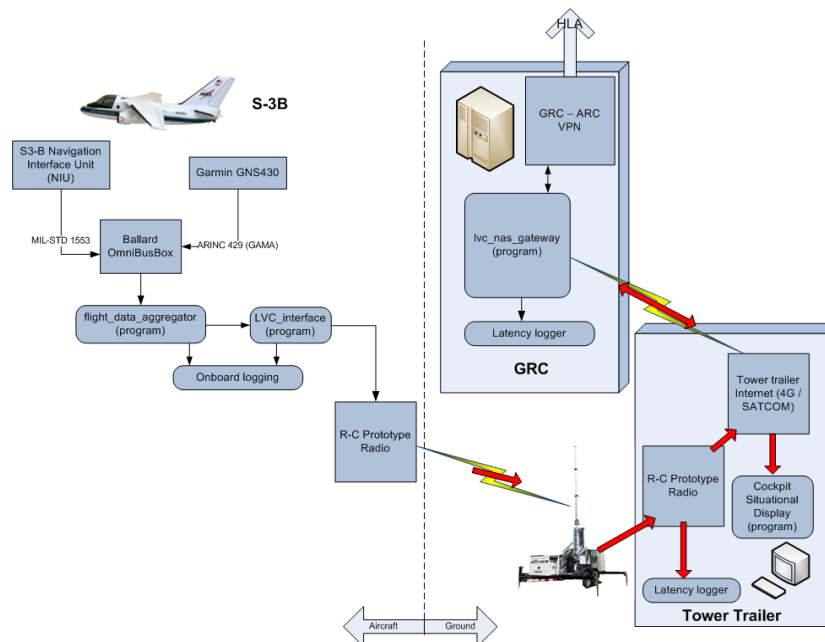 HLA
S-3B
GRC – ARC
VPN
S3-B Navigation
Interface Unit
(NIU)
Garmin GNS430
MIL-STD 1553
Ballard
OmniBusBox
ARINC 429 (GAMA)
lvc_nas_gateway
(program)
flight_data_aggregator
(program)
LVC_interface
(program)
Latency logger
GRC
Onboard logging
Tower trailer
Internet (4G /
SATCOM)
R-C Prototype
Radio
R-C Prototype
Radio
Cockpit
Situational
Display
(program)
Latency logger
Tower Trailer
Aircraft
Ground